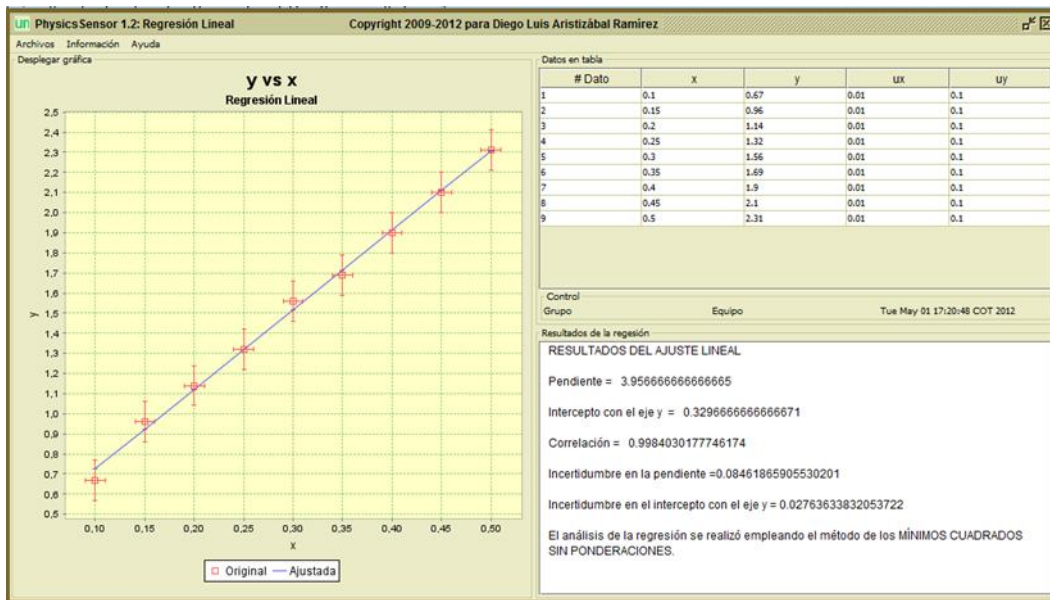 un PhysicsSensor 1.2: Regresión Lineal Copyright 2009-2012 para Diego Luis Aristizábal Ramírez
Archivos Información Ayuda
Desplegar gráfica
y vs x
Regresión Lineal
2,5
2,4
2,3
2,2
2,1
2,0
1,9
1,8
1,7
1,6
1,5
1,4
1,3
1,2
1,1
1,0
0,9
0,8
0,7
0,6
0,5
y
0,10 0,15 0,20 0,25 0,30 0,35 0,40 0,45 0,50
x
Original Ajustada
Datos en tabla
# Dato x y ux uy
1 0.1 0.67 0.01 0.1
2 0.15 0.96 0.01 0.1
3 0.2 1.14 0.01 0.1
4 0.25 1.32 0.01 0.1
5 0.3 1.56 0.01 0.1
6 0.35 1.69 0.01 0.1
7 0.4 1.9 0.01 0.1
8 0.45 2.1 0.01 0.1
9 0.5 2.31 0.01 0.1
Control
Grupo Equipo Tue May 01 17:20:48 COT 2012
Resultados de la regesión
RESULTADOS DEL AJUSTE LINEAL
Pendiente = 3.956666666666665
Intercepto con el eje y = 0.3296666666666671
Correlación = 0.9984030177746174
Incertidumbre en la pendiente =0.08461865905530201
Incertidumbre en el intercepto con el eje y = 0.02763633832053722
El análisis de la regresión se realizó empleando el método de los MÍNIMOS CUADRADOS
SIN PONDERACIONES.